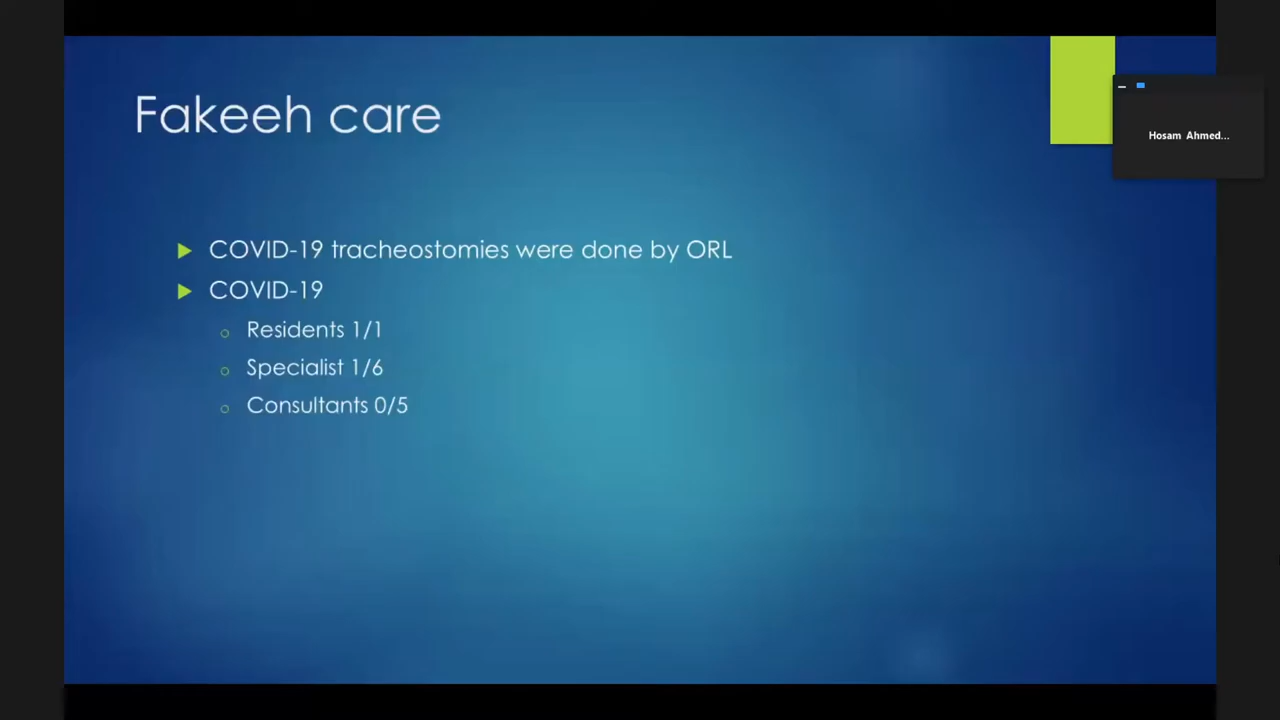 Fakeeh care
Hosam Ahmed...
COVID-19 tracheostomies were done by ORL
COVID-19
Residents 1/1
Specialist 1/6
Consultants 0/5